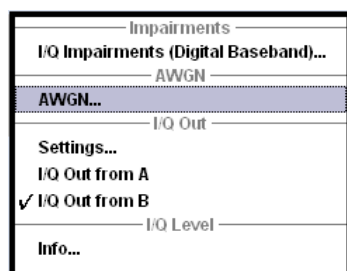 Impairments
I/Q Impairments (Digital Baseband)...
AWGN
AWGN...
I/Q Out
Settings...
I/Q Out from A
✓ I/Q Out from B
I/Q Level
Info...